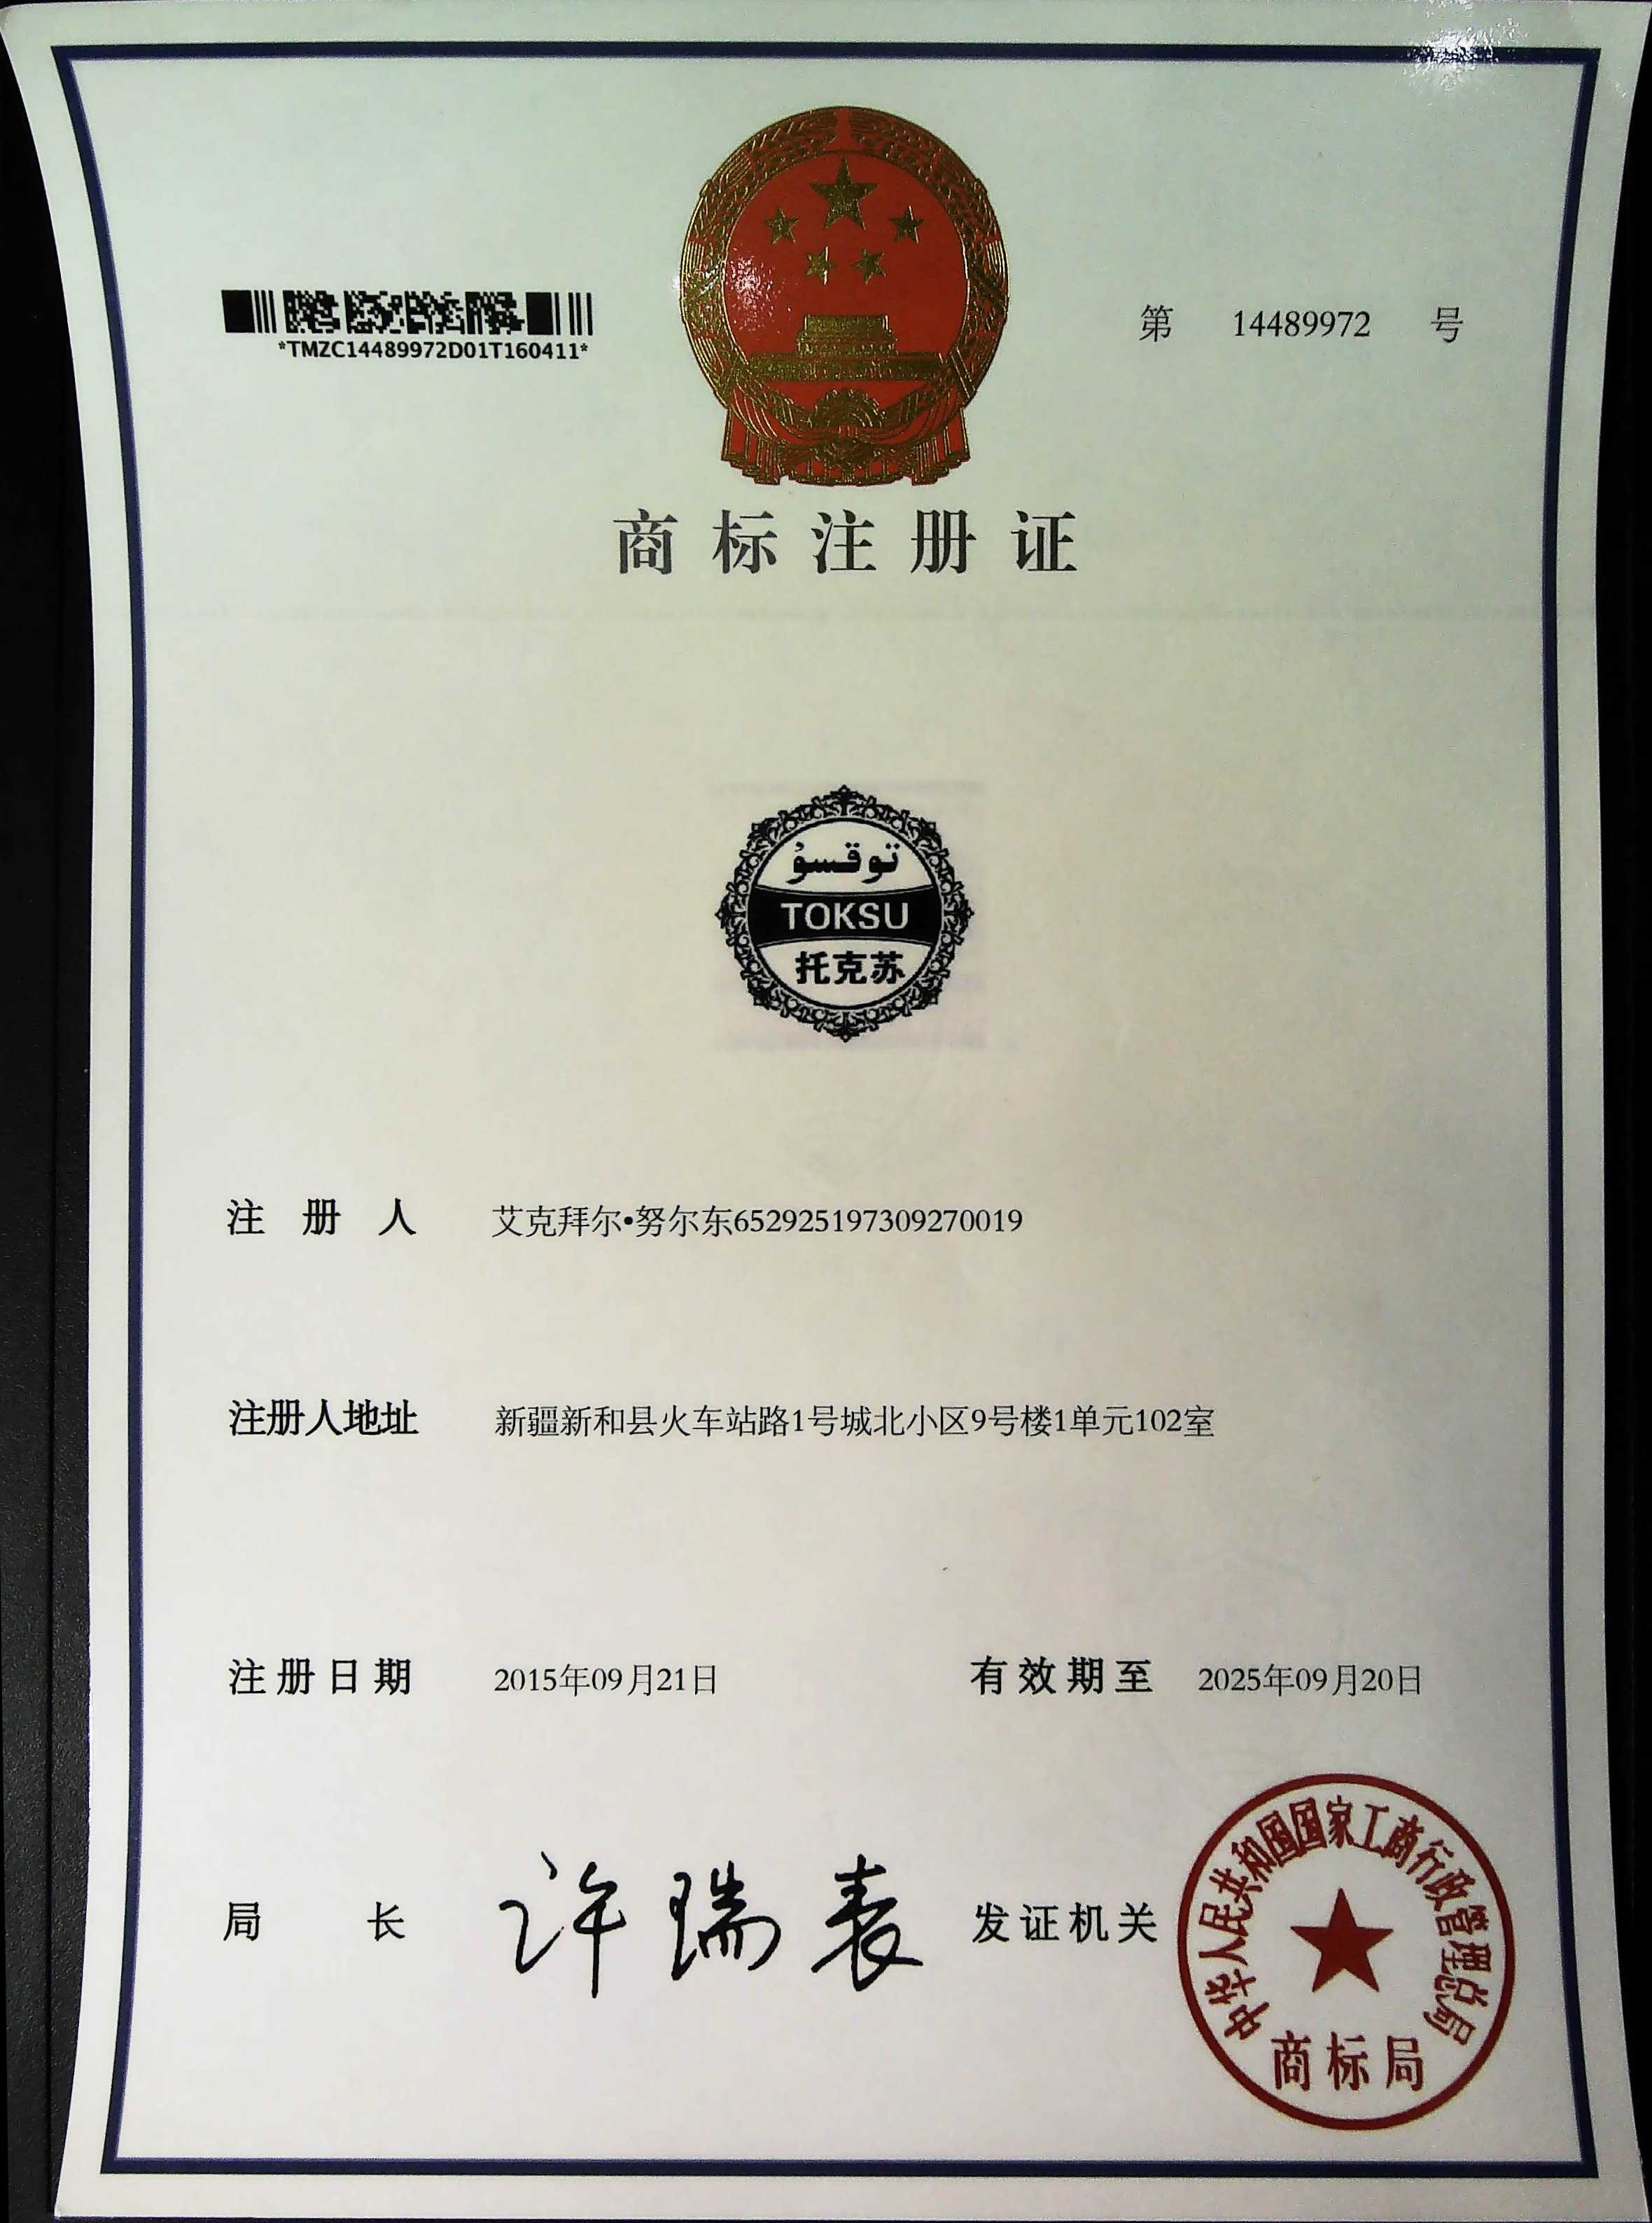 *TMZC14489972D01T160411*
第 14489972 号
商标注册证
توقسۇ
TOKSU
托克苏
注册人 艾克拜尔•努尔东652925197309270019
注册人地址 新疆新和县火车站路1号城北小区9号楼1单元102室
注册日期 2015年09月21日 有效期至 2025年09月20日
局长 许瑞表 发证机关
中华人民共和国国家工商行政管理总局
商标局